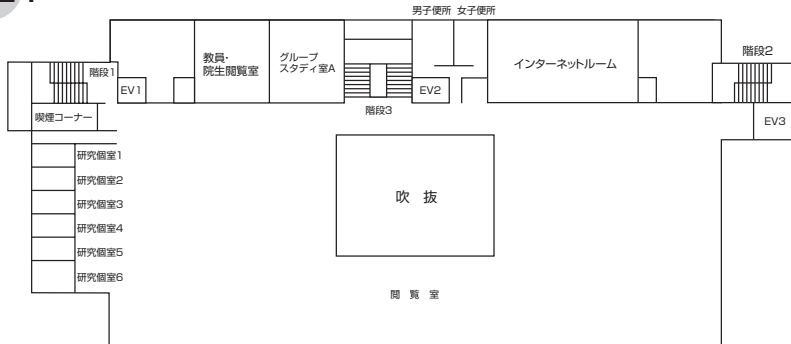 男子便所 女子便所
階段1
教員・
院生閲覧室
グループ
スタディ室A
インターネットルーム
階段2
EV1
EV2
階段3
喫煙コーナー
EV3
研究個室1
研究個室2
研究個室3
研究個室4
研究個室5
研究個室6
吹 抜
閲 覧 室